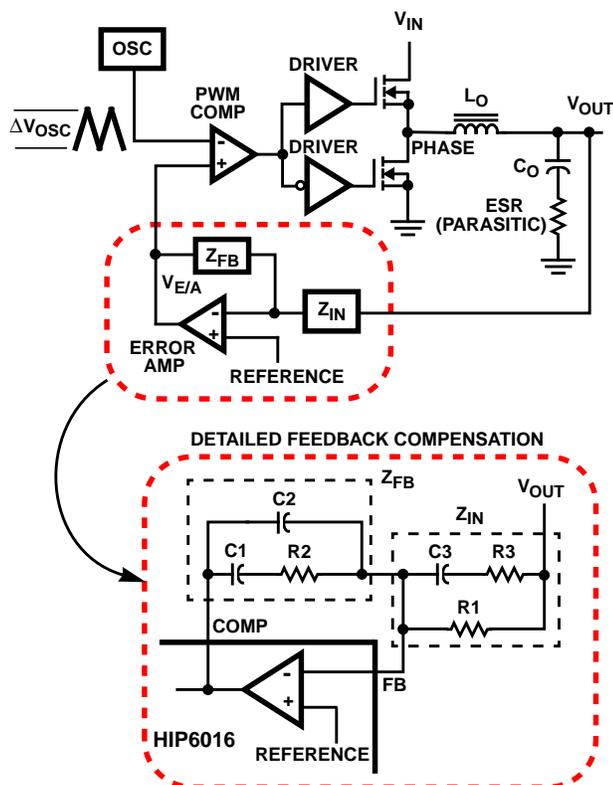 V_IN
OSC
DRIVER
PWM
COMP
L_O
V_OUT
ΔV_OSC
-
+
DRIVER
PHASE
C_O
ESR
(PARASITIC)
Z_FB
V_E/A
-
+
Z_IN
ERROR
AMP
REFERENCE
DETAILED FEEDBACK COMPENSATION
Z_FB
V_OUT
C2
Z_IN
C1
R2
C3
R3
R1
COMP
-
+
FB
HIP6016
REFERENCE